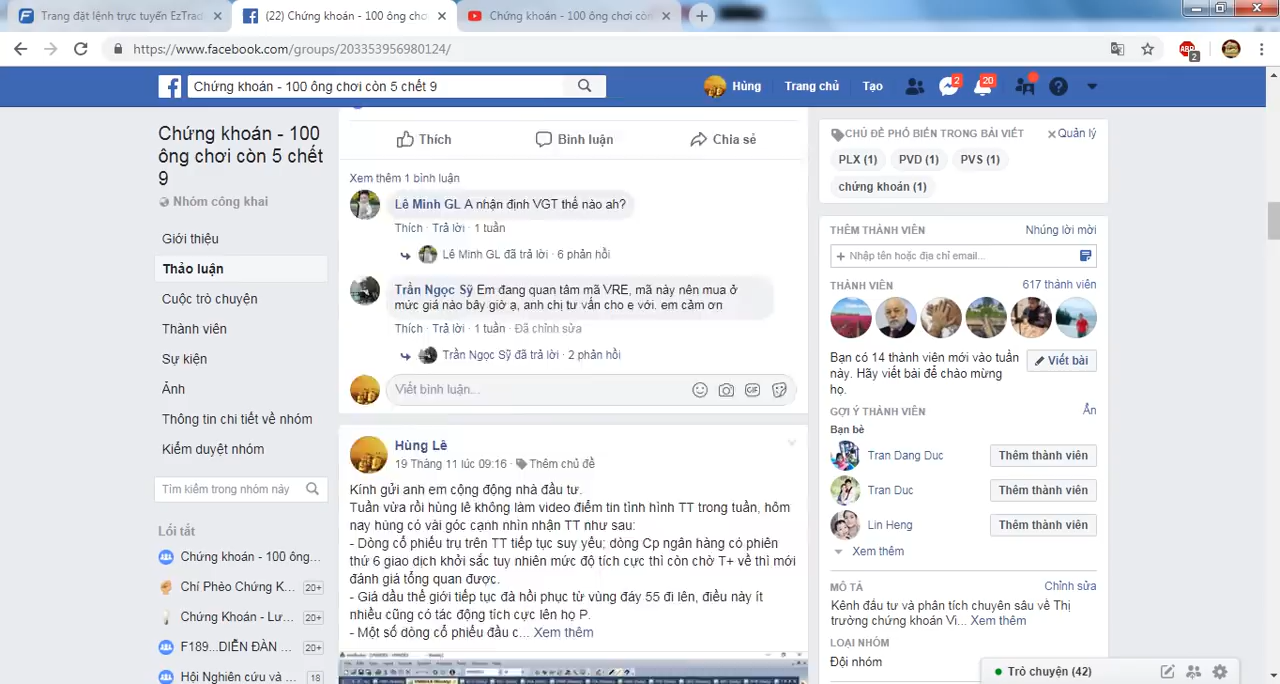 Trang đặt lệnh trực tuyến EzTrad
(22) Chứng khoán - 100 ông chơi
Chứng khoán - 100 ông chơi còn
https://www.facebook.com/groups/203353956980124/
2
Chứng khoán - 100 ông chơi còn 5 chết 9
Hùng
Trang chủ
Tạo
2
20
Chứng khoán - 100
ông chơi còn 5 chết
9
Nhóm công khai
Giới thiệu
Thảo luận
Cuộc trò chuyện
Thành viên
Sự kiện
Ảnh
Thông tin chi tiết về nhóm
Kiểm duyệt nhóm
Tìm kiếm trong nhóm này
Lối tắt
Chứng khoán - 100 ông...
Chí Phèo Chứng K... 20+
Chứng Khoán - Lư... 20+
F189...DIỄN ĐÀN ... 20+
Hội Nghiên cứu và ... 18
Thích
Bình luận
Chia sẻ
Xem thêm 1 bình luận
Lê Minh GL A nhận định VGT thế nào ah?
Thích · Trả lời · 1 tuần
Lê Minh GL đã trả lời · 6 phản hồi
Trần Ngọc Sỹ Em đang quan tâm mã VRE, mã này nên mua ở
mức giá nào bây giờ ạ, anh chị tư vấn cho e với. em cảm ơn
Thích · Trả lời · 1 tuần · Đã chỉnh sửa
Trần Ngọc Sỹ đã trả lời · 2 phản hồi
Viết bình luận...
GIF
Hùng Lê
19 Tháng 11 lúc 09:16 · Thêm chủ đề
Kính gửi anh em cộng động nhà đầu tư.
Tuần vừa rồi hùng lê không làm video điểm tin tình hình TT trong tuần, hôm
nay hùng có vài góc cạnh nhìn nhận TT như sau:
- Dòng cổ phiếu trụ trên TT tiếp tục suy yếu; dòng Cp ngân hàng có phiên
thứ 6 giao dịch khởi sắc tuy nhiên mức độ tích cực thì còn chờ T+ về thì mới
đánh giá tổng quan được.
- Giá dầu thế giới tiếp tục đà hồi phục từ vùng đáy 55 đi lên, điều này ít
nhiều cũng có tác động tích cực lên họ P.
- Một số dòng cổ phiếu đầu c... Xem thêm
CHỦ ĐỀ PHỔ BIẾN TRONG BÀI VIẾT
Quản lý
PLX (1)
PVD (1)
PVS (1)
chứng khoán (1)
THÊM THÀNH VIÊN
Nhúng lời mời
+ Nhập tên hoặc địa chỉ email...
THÀNH VIÊN
617 thành viên
Bạn có 14 thành viên mới vào tuần
này. Hãy viết bài để chào mừng
họ.
Viết bài
GỢI Ý THÀNH VIÊN
Ẩn
Bạn bè
Tran Dang Duc
Thêm thành viên
Tran Duc
Thêm thành viên
Lin Heng
Thêm thành viên
Xem thêm
MÔ TẢ
Chỉnh sửa
Kênh đầu tư và phân tích chuyên sâu về Thị
trường chứng khoán Vi... Xem thêm
LOẠI NHÓM
Đội nhóm
Trò chuyện (42)